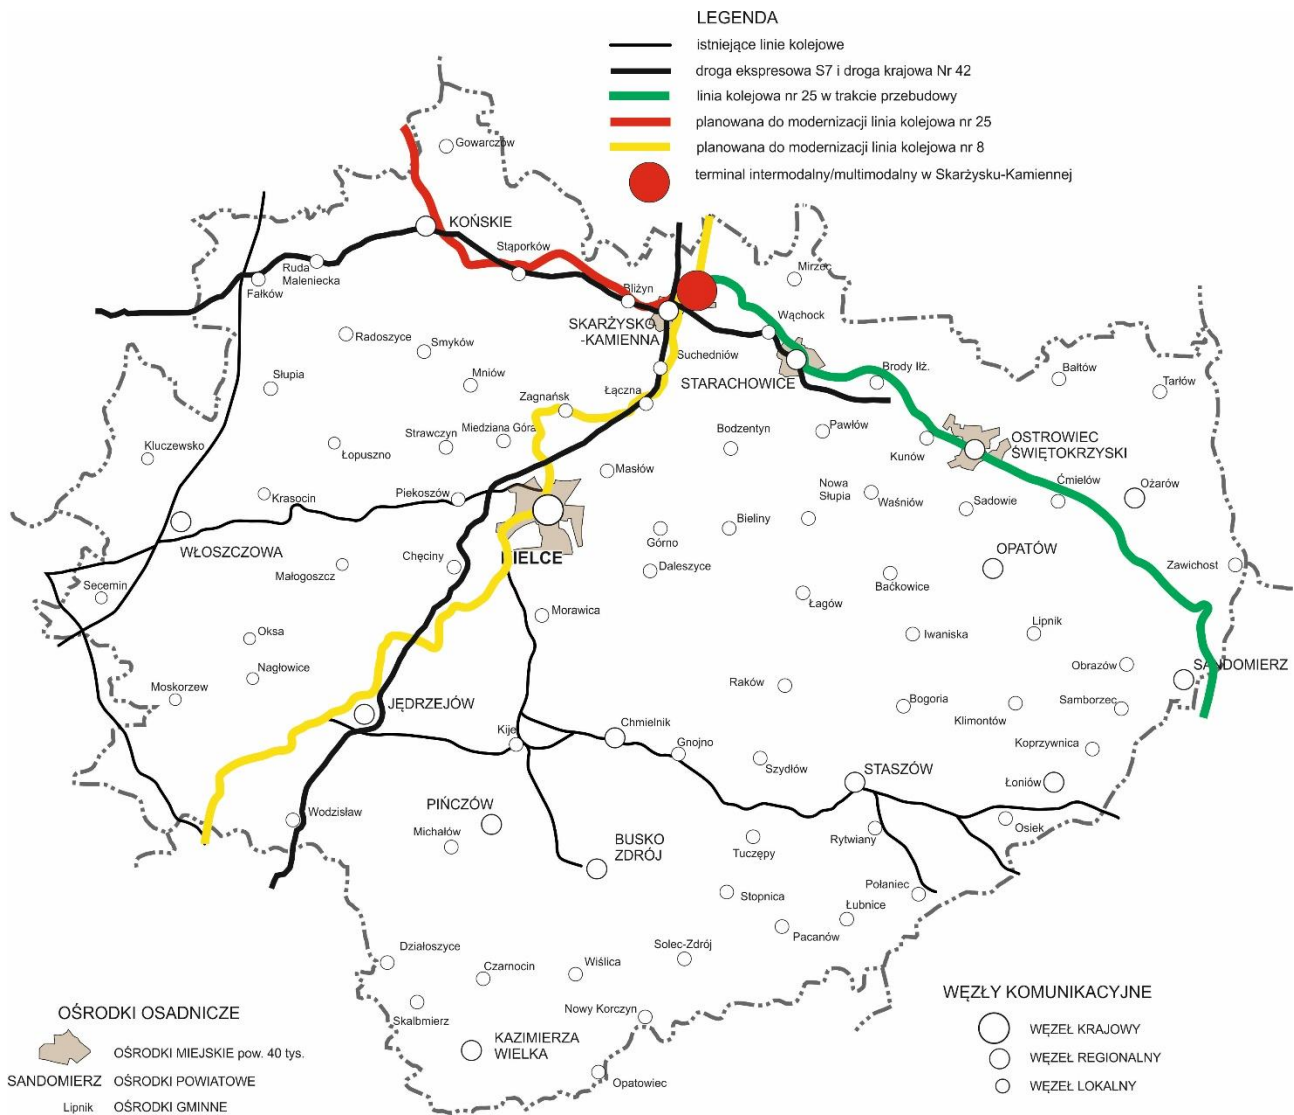 LEGENDA
istniejące linie kolejowe
droga ekspresowa S7 i droga krajowa Nr 42
linia kolejowa nr 25 w trakcie przebudowy
planowana do modernizacji linia kolejowa nr 25
planowana do modernizacji linia kolejowa nr 8
terminal intermodalny/multimodalny w Skarżysku-Kamiennej
Gowarczów
KOŃSKIE
Stąporków
Ruda
Maleniecka
Fałków
Mirzec
Bliżyn
Wąchock
SKARŻYSKO
-KAMIENNA
Radoszyce
Smyków
Suchedniów
STARACHOWICE
Brody Iłż.
Bałtów
Tarłów
Słupia
Mniów
Łączna
Zagnańsk
Miedziana Góra
Strawczyn
Bodzentyn
Pawłów
Kunów
OSTROWIEC
ŚWIĘTOKRZYSKI
Kluczewsko
Łopuszno
Masłów
Krasocin
Piekoszów
Nowa
Słupia
Waśniów
Sadowie
Ćmielów
Ożarów
WŁOSZCZOWA
Górno
Bieliny
Małogoszcz
Chęciny
KIELCE
Daleszyce
Baćkowice
OPATÓW
Zawichost
Secemin
Morawica
Łagów
Oksa
Iwaniska
Lipnik
Nagłowice
Obrazów
SANDOMIERZ
Moskorzew
Raków
JĘDRZEJÓW
Bogoria
Klimontów
Samborzec
Kije
Chmielnik
Gnojno
Koprzywnica
Szydłów
STASZÓW
Łoniów
Wodzisław
PIŃCZÓW
Michałów
BUSKO
ZDRÓJ
Tuczępy
Rytwiany
Osiek
Stopnica
Połaniec
Łubnice
Pacanów
Działoszyce
Czarnocin
Wiślica
Solec-Zdrój
Skalbmierz
Nowy Korczyn
KAZIMIERZA
WIELKA
Opatowiec
OŚRODKI OSADNICZE
OŚRODKI MIEJSKIE pow. 40 tys.
SANDOMIERZ OŚRODKI POWIATOWE
Lipnik OŚRODKI GMINNE
WĘZŁY KOMUNIKACYJNE
WĘZEŁ KRAJOWY
WĘZEŁ REGIONALNY
WĘZEŁ LOKALNY